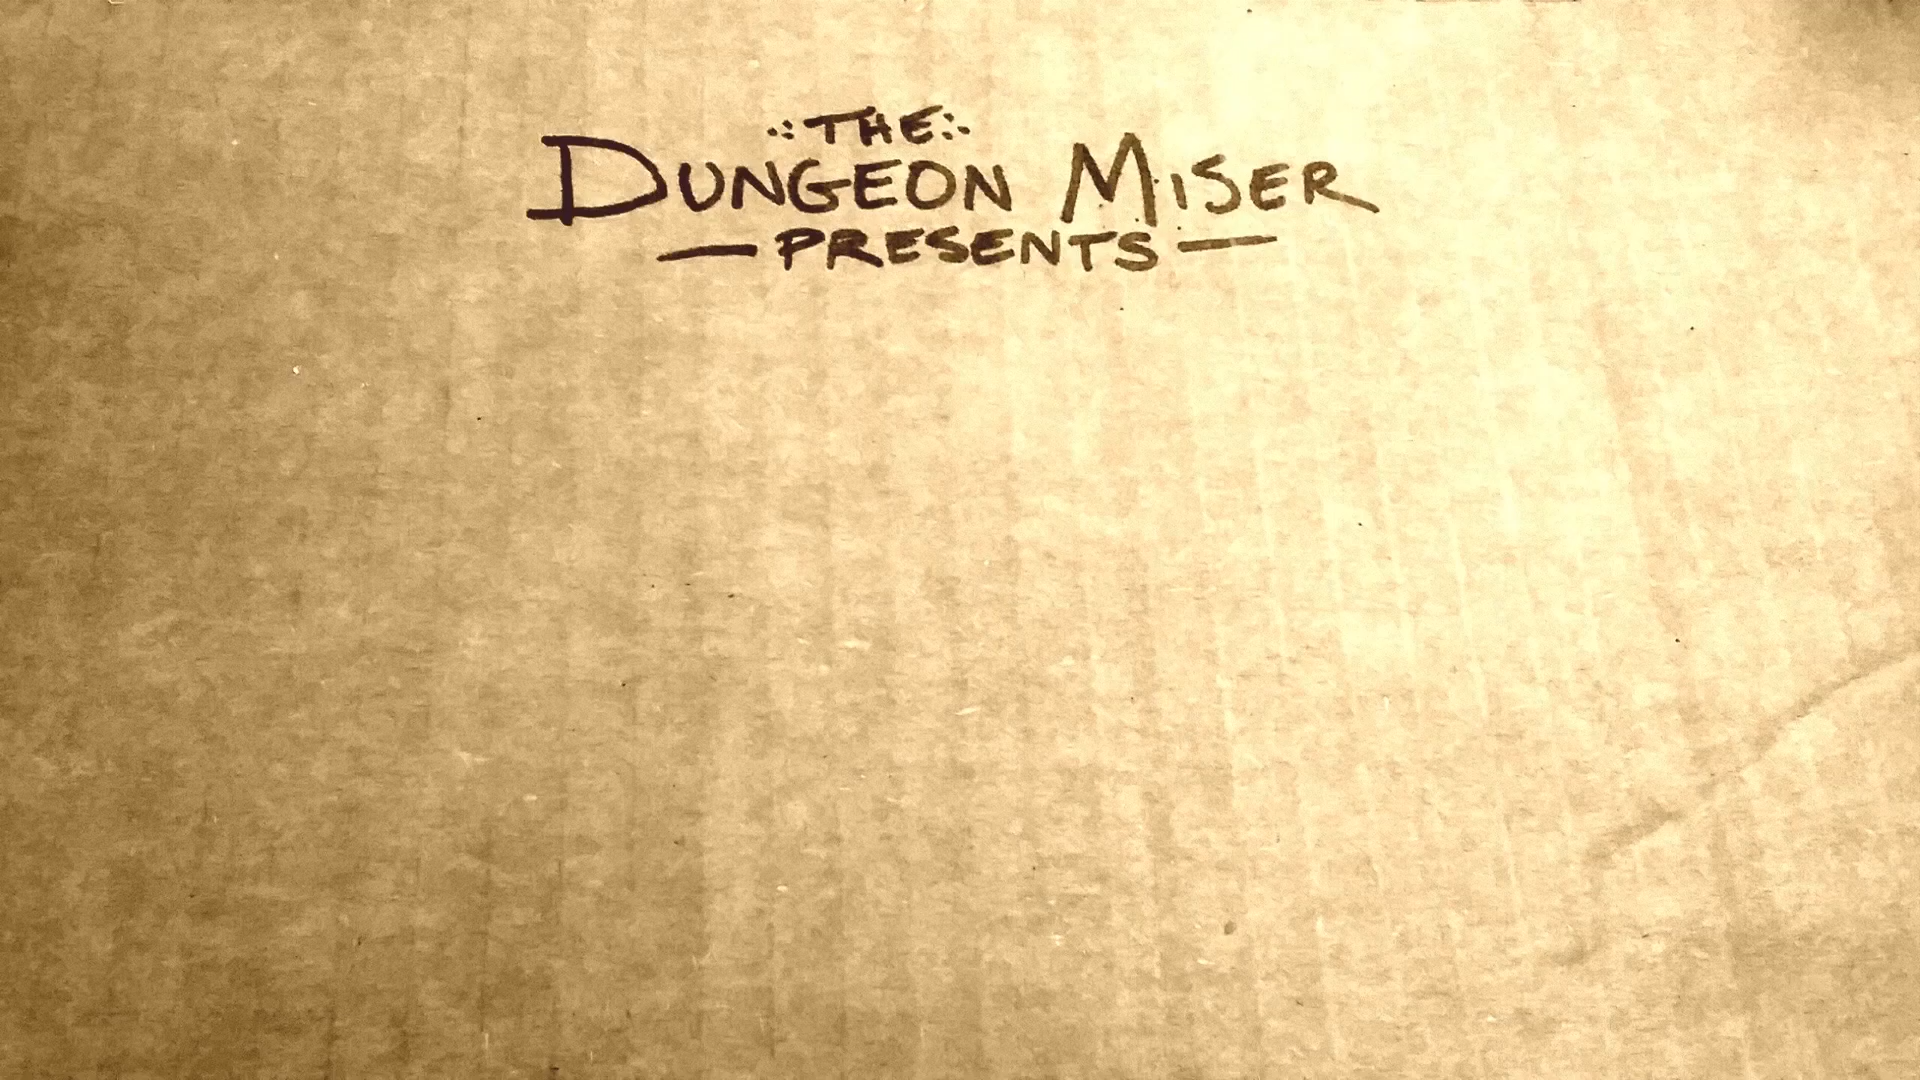 THE
DUNGEON MISER
— PRESENTS —